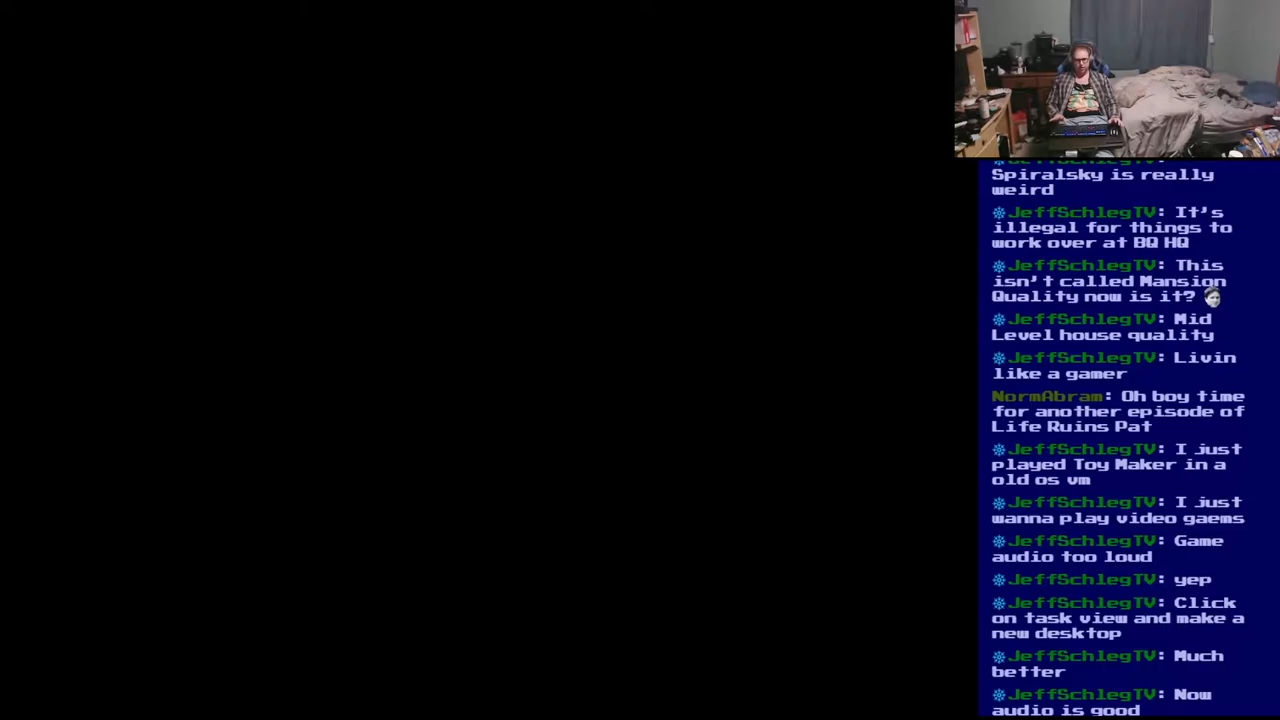 JeffSchlegTV:
Spiralsky is really
weird
JeffSchlegTV: It's
illegal for things to
work over at BQ HQ
JeffSchlegTV: This
isn't called Mansion
Quality now is it?
JeffSchlegTV: Mid
Level house quality
JeffSchlegTV: Livin
like a gamer
NormAbram: Oh boy time
for another episode of
Life Ruins Pat
JeffSchlegTV: I just
played Toy Maker in a
old os vm
JeffSchlegTV: I just
wanna play video gaems
JeffSchlegTV: Game
audio too loud
JeffSchlegTV: yep
JeffSchlegTV: Click
on task view and make a
new desktop
JeffSchlegTV: Much
better
JeffSchlegTV: Now
audio is good